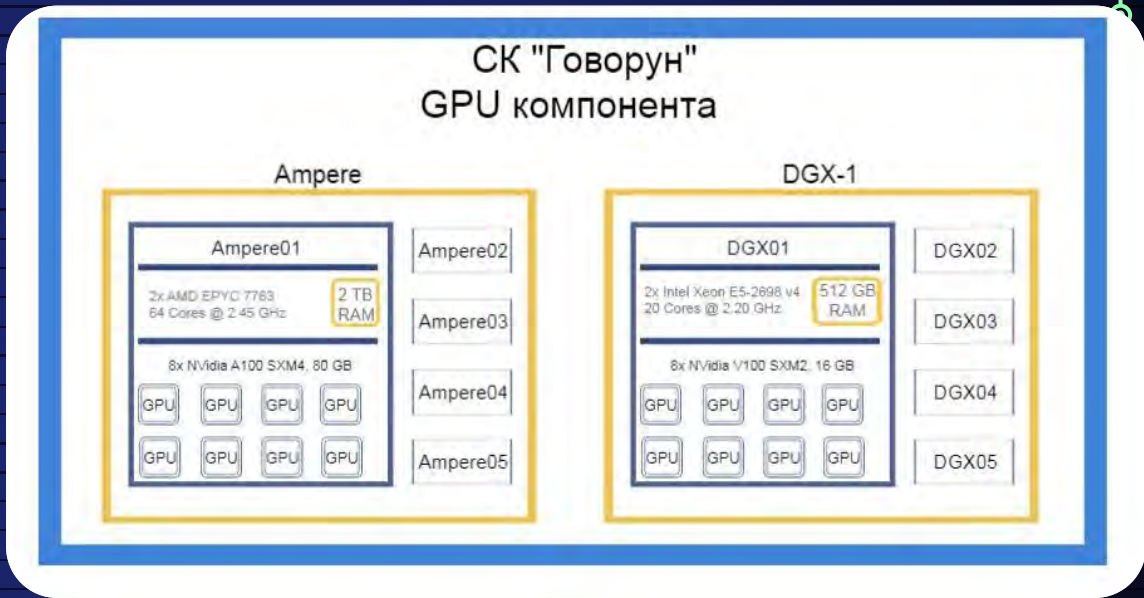 СК "Говорун"
GPU компонента
Ampere
Ampere01
2x AMD EPYC 7763
64 Cores @ 2.45 GHz
2 TB
RAM
8x NVidia A100 SXM4, 80 GB
GPU GPU GPU GPU
GPU GPU GPU GPU
Ampere02
Ampere03
Ampere04
Ampere05
DGX-1
DGX01
2x Intel Xeon E5-2698 v4
20 Cores @ 2.20 GHz
512 GB
RAM
8x NVidia V100 SXM2, 16 GB
GPU GPU GPU GPU
GPU GPU GPU GPU
DGX02
DGX03
DGX04
DGX05